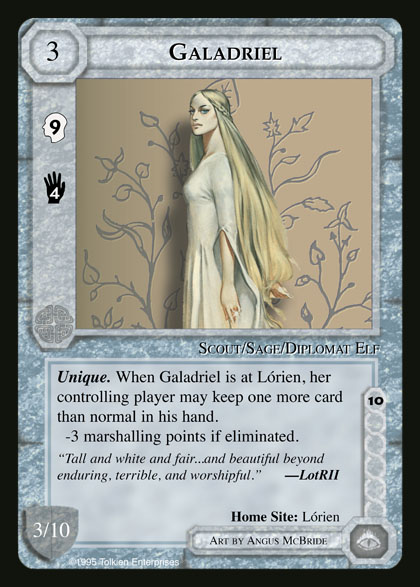 3
GALADRIEL
9
4
SCOUT/SAGE/DIPLOMAT ELF
Unique. When Galadriel is at Lórien, her
controlling player may keep one more card
than normal in his hand.
-3 marshalling points if eliminated.
10
“Tall and white and fair...and beautiful beyond
enduring, terrible, and worshipful.” —LotRII
Home Site: Lórien
3/10
ART BY ANGUS MCBRIDE
©1995 Tolkien Enterprises